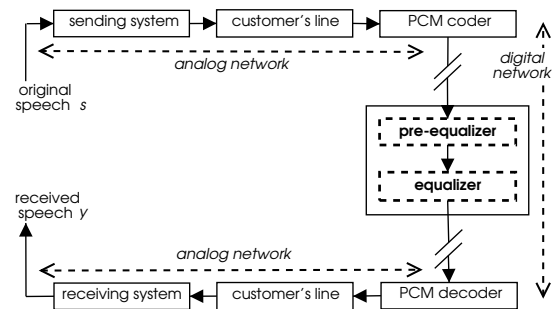 sending system
customer's line
PCM coder
analog network
original
speech s
digital
network
pre-equalizer
equalizer
received
speech y
analog network
receiving system
customer's line
PCM decoder